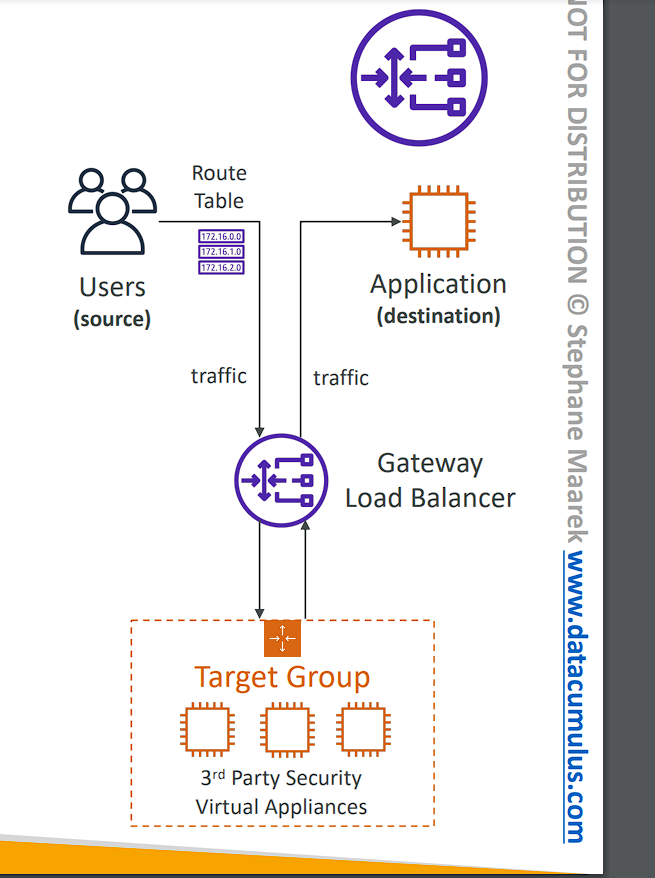 Route
Table
172.16.0.0
172.16.1.0
172.16.2.0
Users
(source)
Application
(destination)
traffic
traffic
Gateway
Load Balancer
Target Group
3rd Party Security
Virtual Appliances
OT FOR DISTRIBUTION © Stephane Maarek www.datacumulus.com